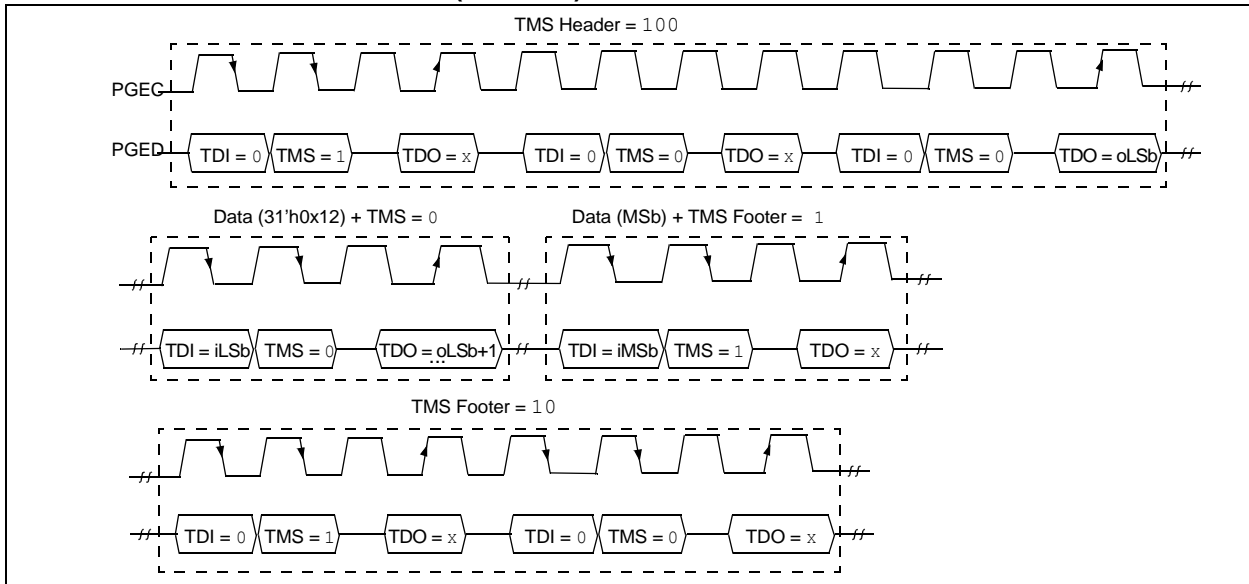 TMS Header = 100
PGEC
PGED
TDI = 0 TMS = 1 TDO = x TDI = 0 TMS = 0 TDO = x TDI = 0 TMS = 0 TDO = oLSb
Data (31'h0x12) + TMS = 0
Data (MSb) + TMS Footer = 1
TDI = iLSb TMS = 0 TDO = oLSb+1 TDI = iMSb TMS = 1 TDO = x
...
TMS Footer = 10
TDI = 0 TMS = 1 TDO = x TDI = 0 TMS = 0 TDO = x